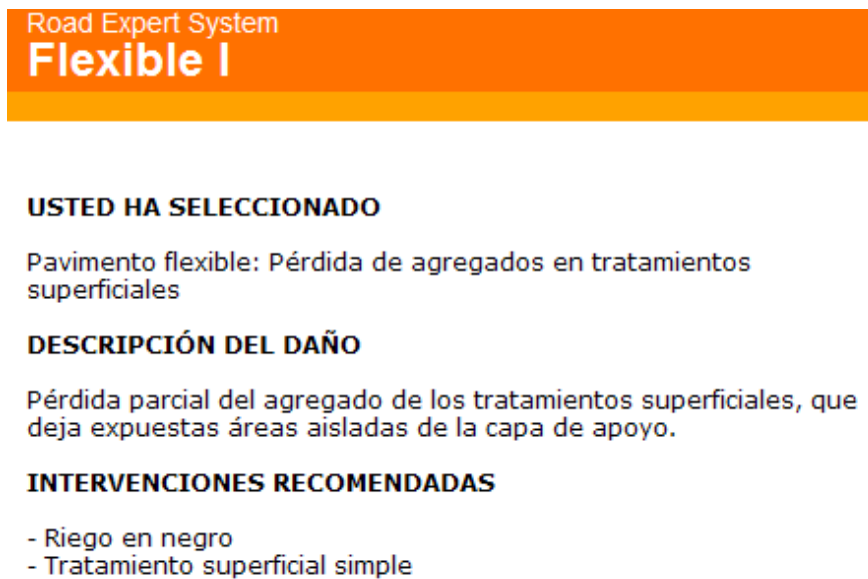 Road Expert System
Flexible I
USTED HA SELECCIONADO
Pavimento flexible: Pérdida de agregados en tratamientos
superficiales
DESCRIPCIÓN DEL DAÑO
Pérdida parcial del agregado de los tratamientos superficiales, que
deja expuestas áreas aisladas de la capa de apoyo.
INTERVENCIONES RECOMENDADAS
- Riego en negro
- Tratamiento superficial simple